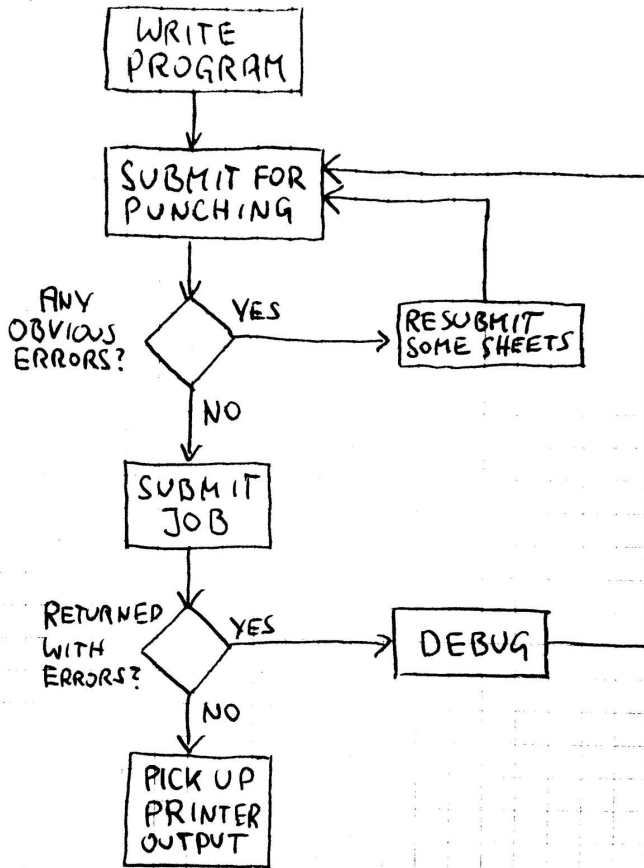 WRITE
PROGRAM
SUBMIT FOR
PUNCHING
ANY
OBVIOUS
ERRORS?
YES
RESUBMIT
SOME SHEETS
NO
SUBMIT
JOB
RETURNED
WITH
ERRORS?
YES
DEBUG
NO
PICK UP
PRINTER
OUTPUT